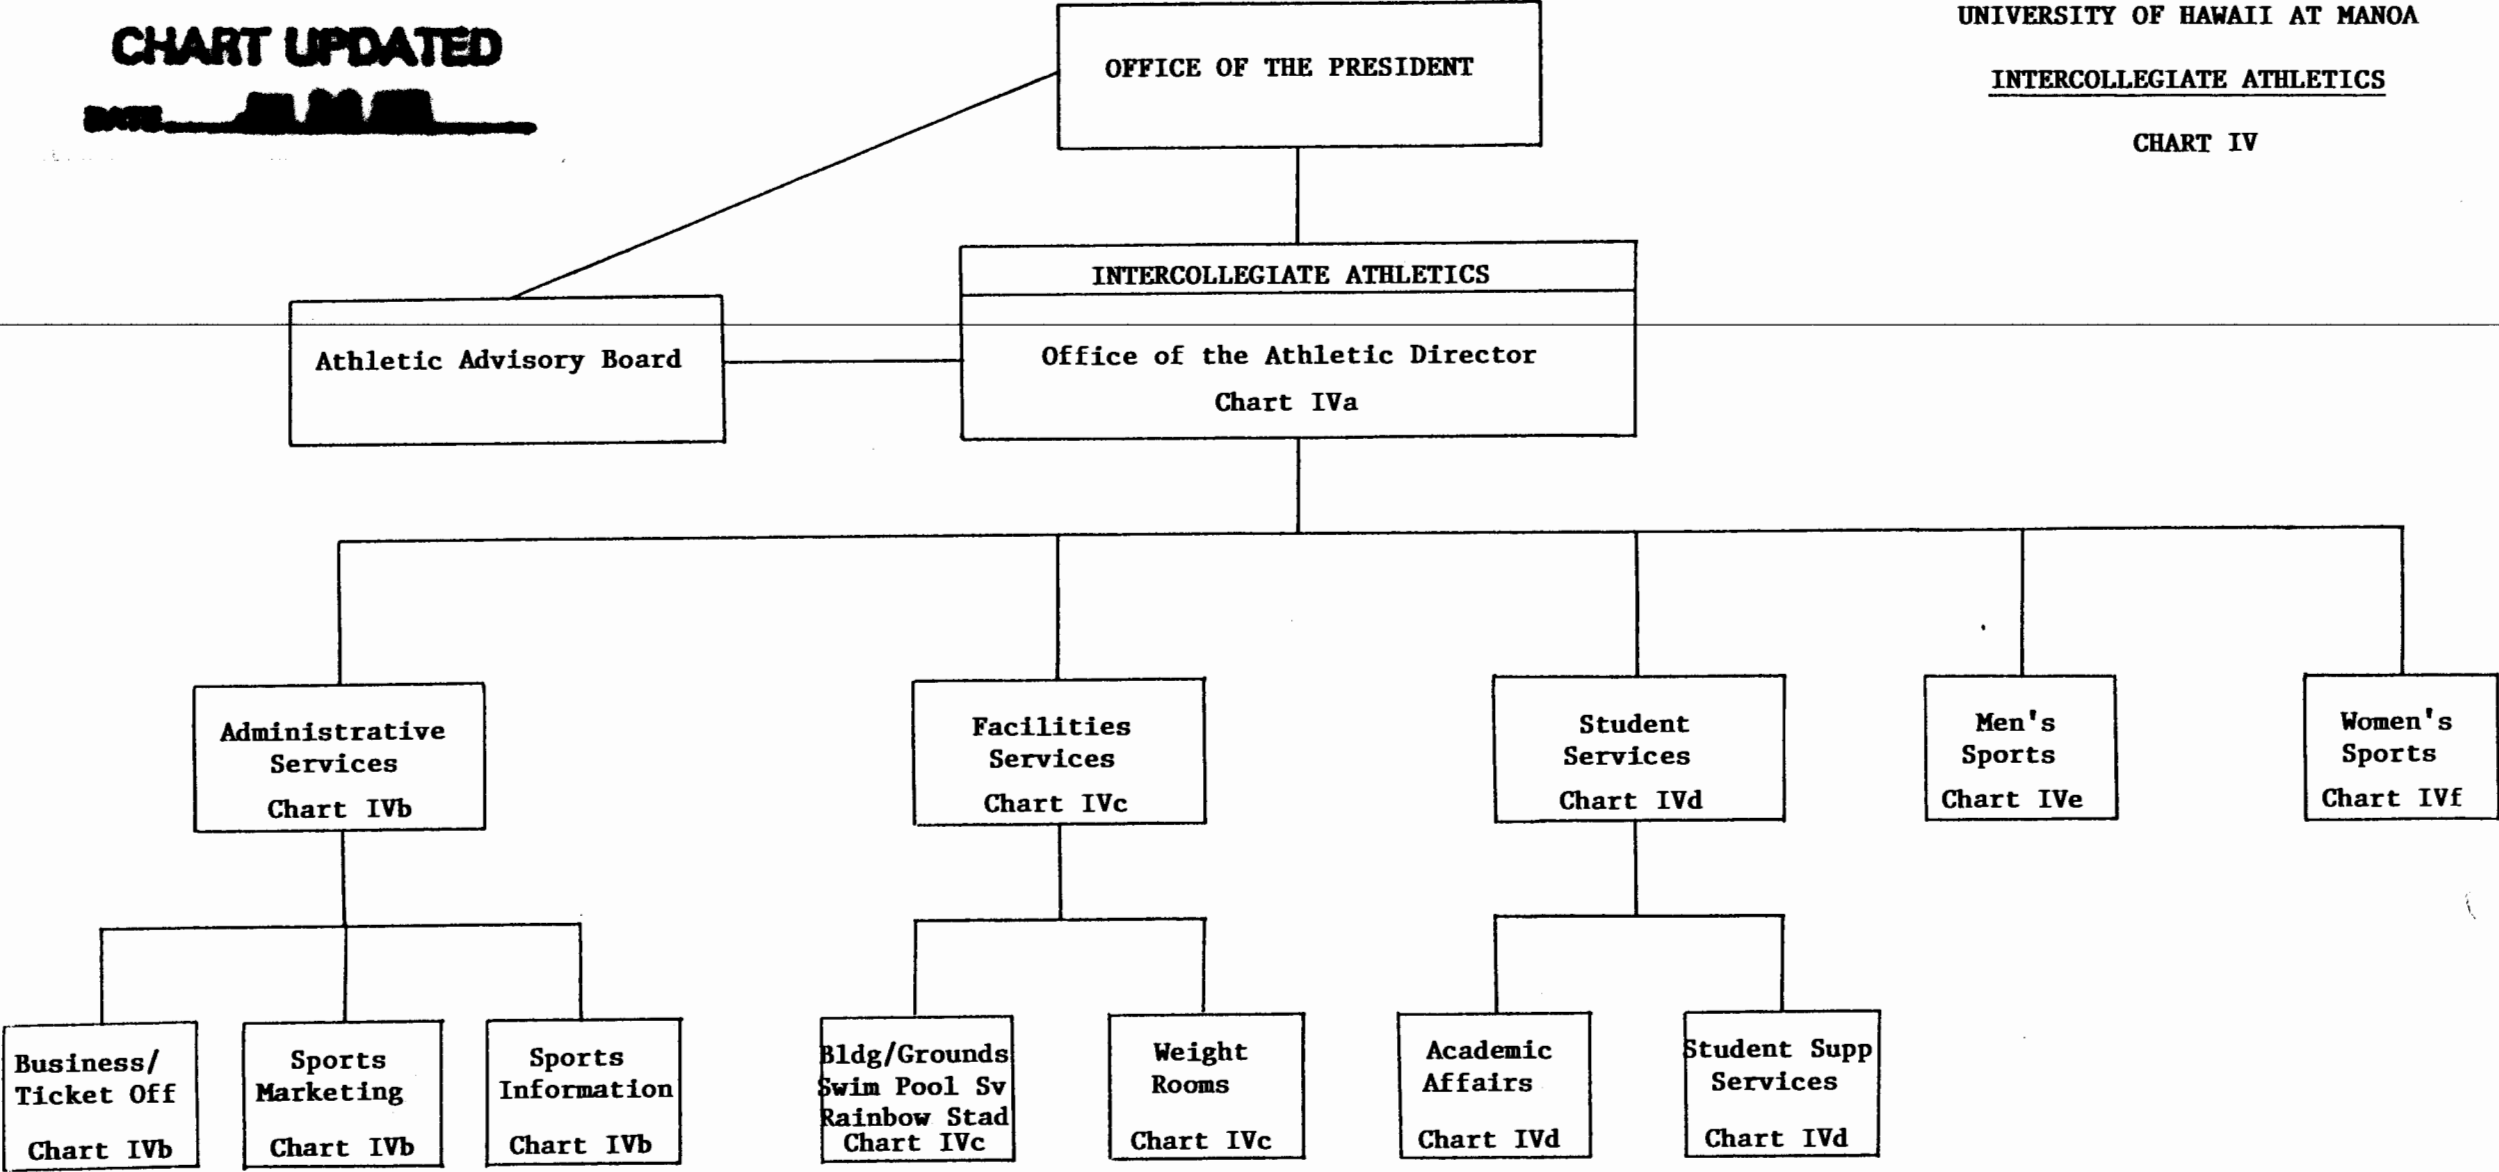 CHART UPDATED
DATE
UNIVERSITY OF HAWAII AT MANOA
INTERCOLLEGIATE ATHLETICS
CHART IV
OFFICE OF THE PRESIDENT
INTERCOLLEGIATE ATHLETICS
Office of the Athletic Director
Chart IVa
Athletic Advisory Board
Administrative
Services
Chart IVb
Facilities
Services
Chart IVc
Student
Services
Chart IVd
Men's
Sports
Chart IVe
Women's
Sports
Chart IVf
Business/
Ticket Off
Chart IVb
Sports
Marketing
Chart IVb
Sports
Information
Chart IVb
Bldg/Grounds
Swim Pool Sv
Rainbow Stad
Chart IVc
Weight
Rooms
Chart IVc
Academic
Affairs
Chart IVd
Student Supp
Services
Chart IVd